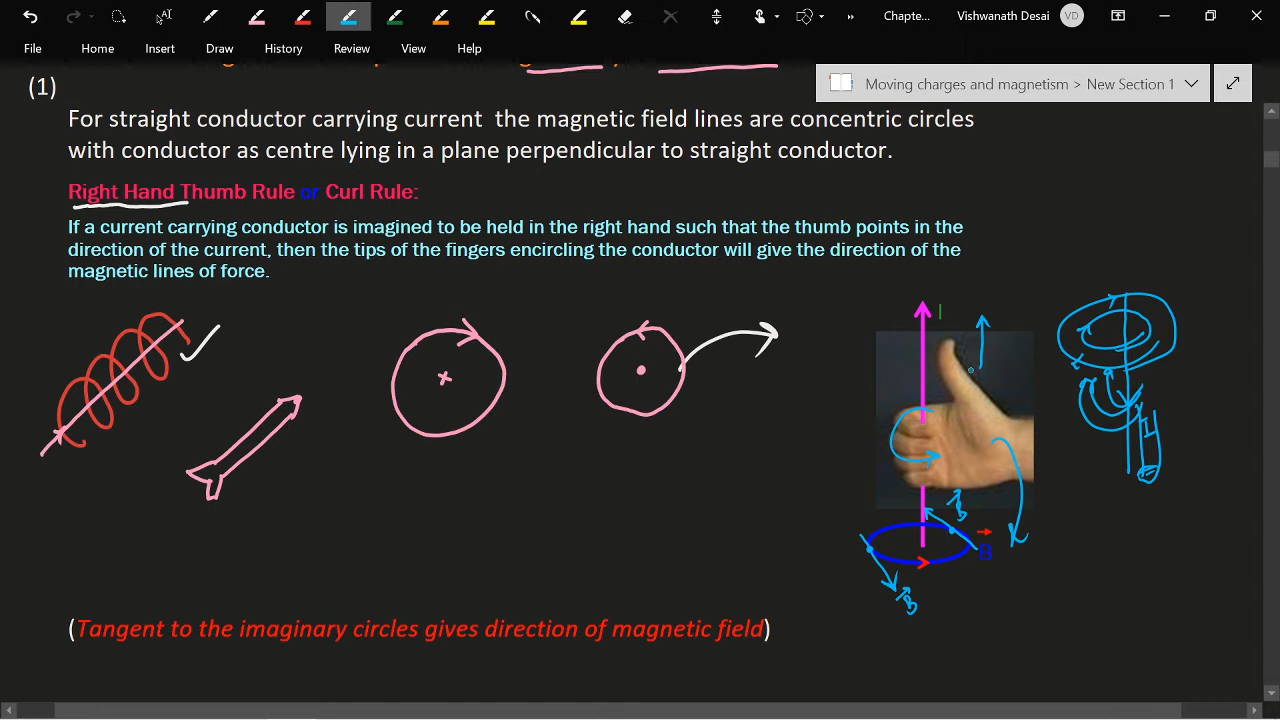 Chapte...
Vishwanath Desai
VD
File
Home
Insert
Draw
History
Review
View
Help
Moving charges and magnetism > New Section 1
(1)
For straight conductor carrying current the magnetic field lines are concentric circles
with conductor as centre lying in a plane perpendicular to straight conductor.
Right Hand Thumb Rule or Curl Rule:
If a current carrying conductor is imagined to be held in the right hand such that the thumb points in the
direction of the current, then the tips of the fingers encircling the conductor will give the direction of the
magnetic lines of force.
I
I
B
B
B
(Tangent to the imaginary circles gives direction of magnetic field)